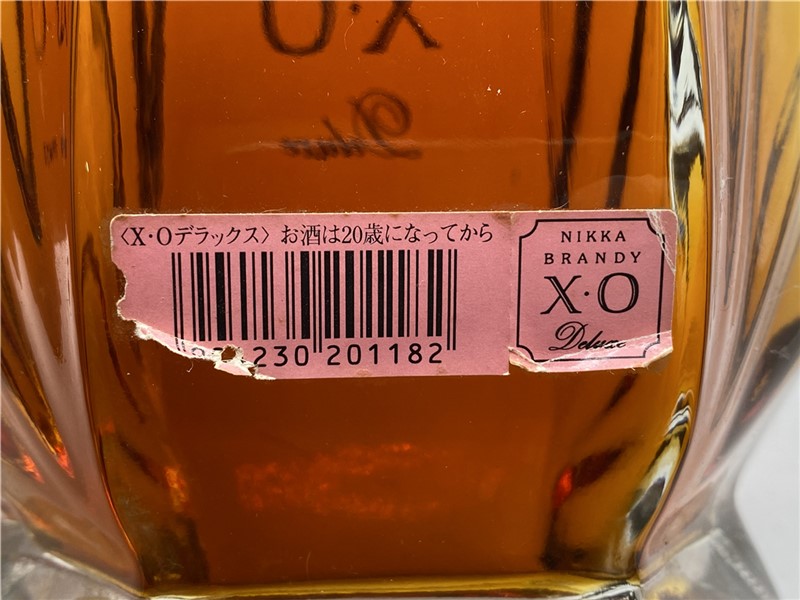 X·O
Deluxe
〈X·Oデラックス〉 お酒は20歳になってから
230 201182
NIKKA
BRANDY
X·O
Deluxe